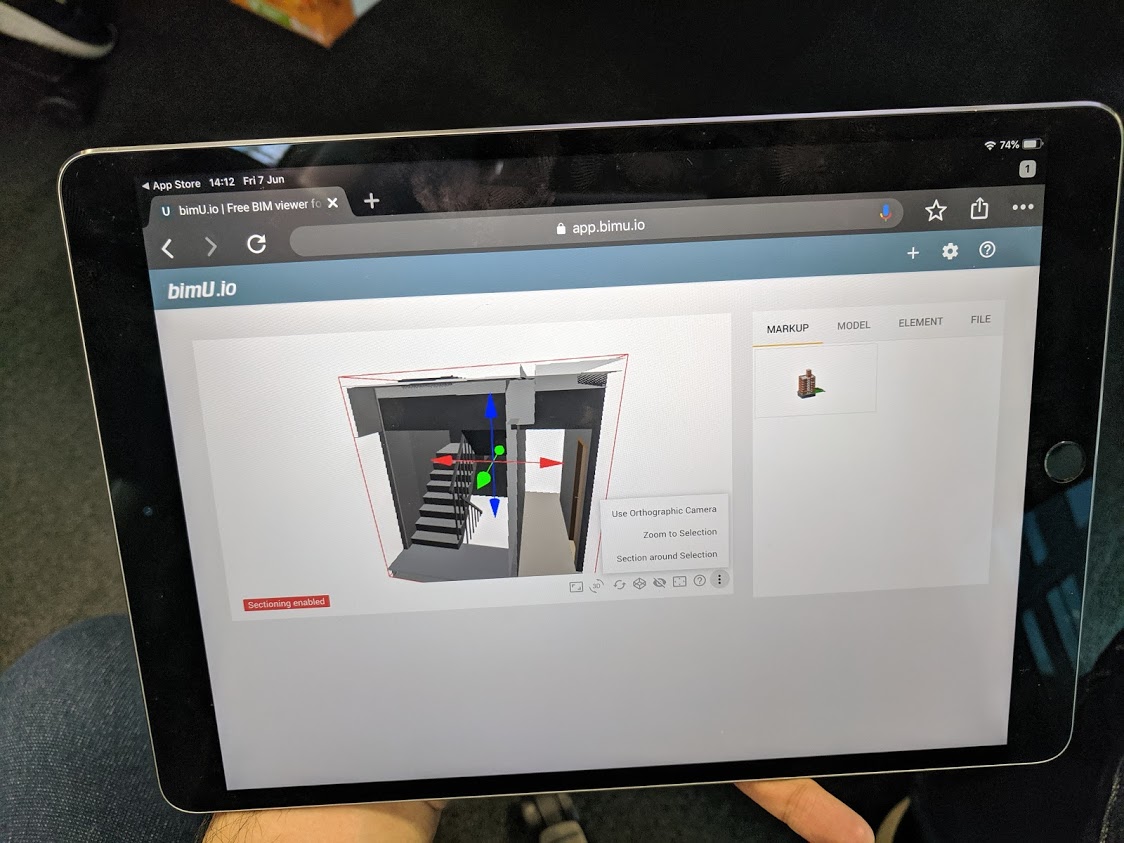 ◀ App Store 14:12 Fri 7 Jun
74%
1
U bimU.io | Free BIM viewer fo
app.bimu.io
bimU.io
MARKUP MODEL ELEMENT FILE
Use Orthographic Camera
Zoom to Selection
Section around Selection
3D
Sectioning enabled